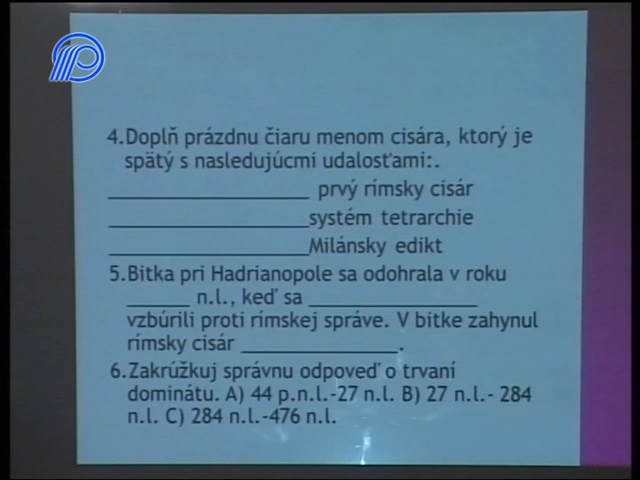 4.Doplň prázdnu čiaru menom cisára, ktorý je
spätý s nasledujúcmi udalosťami:.
____________________ prvý rímsky cisár
____________________systém tetrarchie
____________________Milánsky edikt
5.Bitka pri Hadrianopole sa odohrala v roku
______ n.l., keď sa _________________
vzbúrili proti rímskej správe. V bitke zahynul
rímsky cisár ________________.
6.Zakrúžkuj správnu odpoveď o trvaní
dominátu. A) 44 p.n.l.-27 n.l. B) 27 n.l.- 284
n.l. C) 284 n.l.-476 n.l.